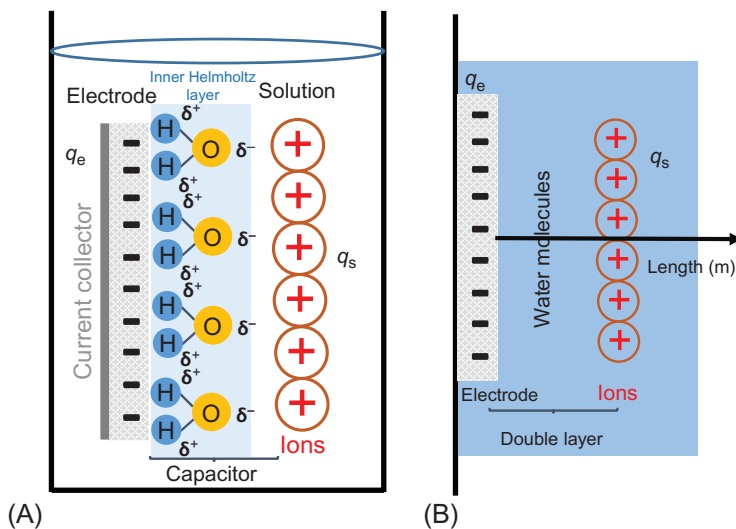 Inner Helmholtz
layer
Electrode
Solution
qe
Current collector
H δ⁺
O δ⁻
H
δ⁺
δ⁺
H
O δ⁻
H
δ⁺
δ⁺
H
O δ⁻
H
δ⁺
δ⁺
H
O δ⁻
H
δ⁺
+
+
+
+
+
+
qs
Ions
Capacitor
(A)
qe
Water molecules
+
+
+
+
+
+
qs
Length (m)
Electrode
Ions
Double layer
(B)